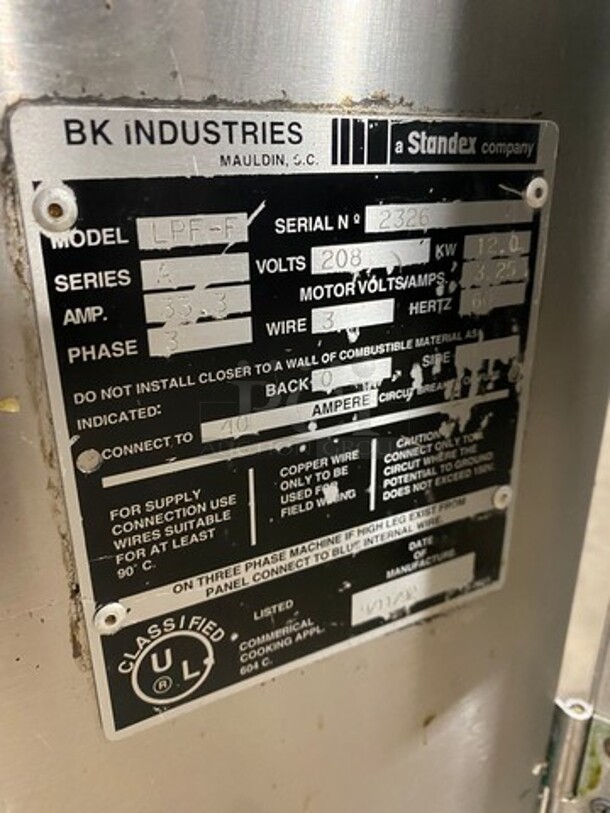 BK INDUSTRIES
MAULDIN, S.C.
a Standex company
MODEL LPF-F SERIAL Nº 2326
SERIES A VOLTS 208 KW 12.0
AMP. 33.3 MOTOR VOLTS/AMPS. 3.25
PHASE 3 WIRE 3 HERTZ 60
DO NOT INSTALL CLOSER TO A WALL OF COMBUSTIBLE MATERIAL AS
INDICATED: BACK 0 SIDE
CONNECT TO 40 AMPERE CIRCUIT
FOR SUPPLY
CONNECTION USE
WIRES SUITABLE
FOR AT LEAST
90° C.
COPPER WIRE
ONLY TO BE
USED FOR
FIELD WIRING
CAUTION
CONNECT ONLY TO
CIRCUIT WHERE THE
POTENTIAL TO GROUND
DOES NOT EXCEED 150V.
ON THREE PHASE MACHINE IF HIGH LEG EXIST FROM
PANEL CONNECT TO BLUE INTERNAL WIRE.
CLASSIFIED
UL
®
LISTED
COMMERICAL
COOKING APPL.
604 C.
DATE
OF
MANUFACTURE